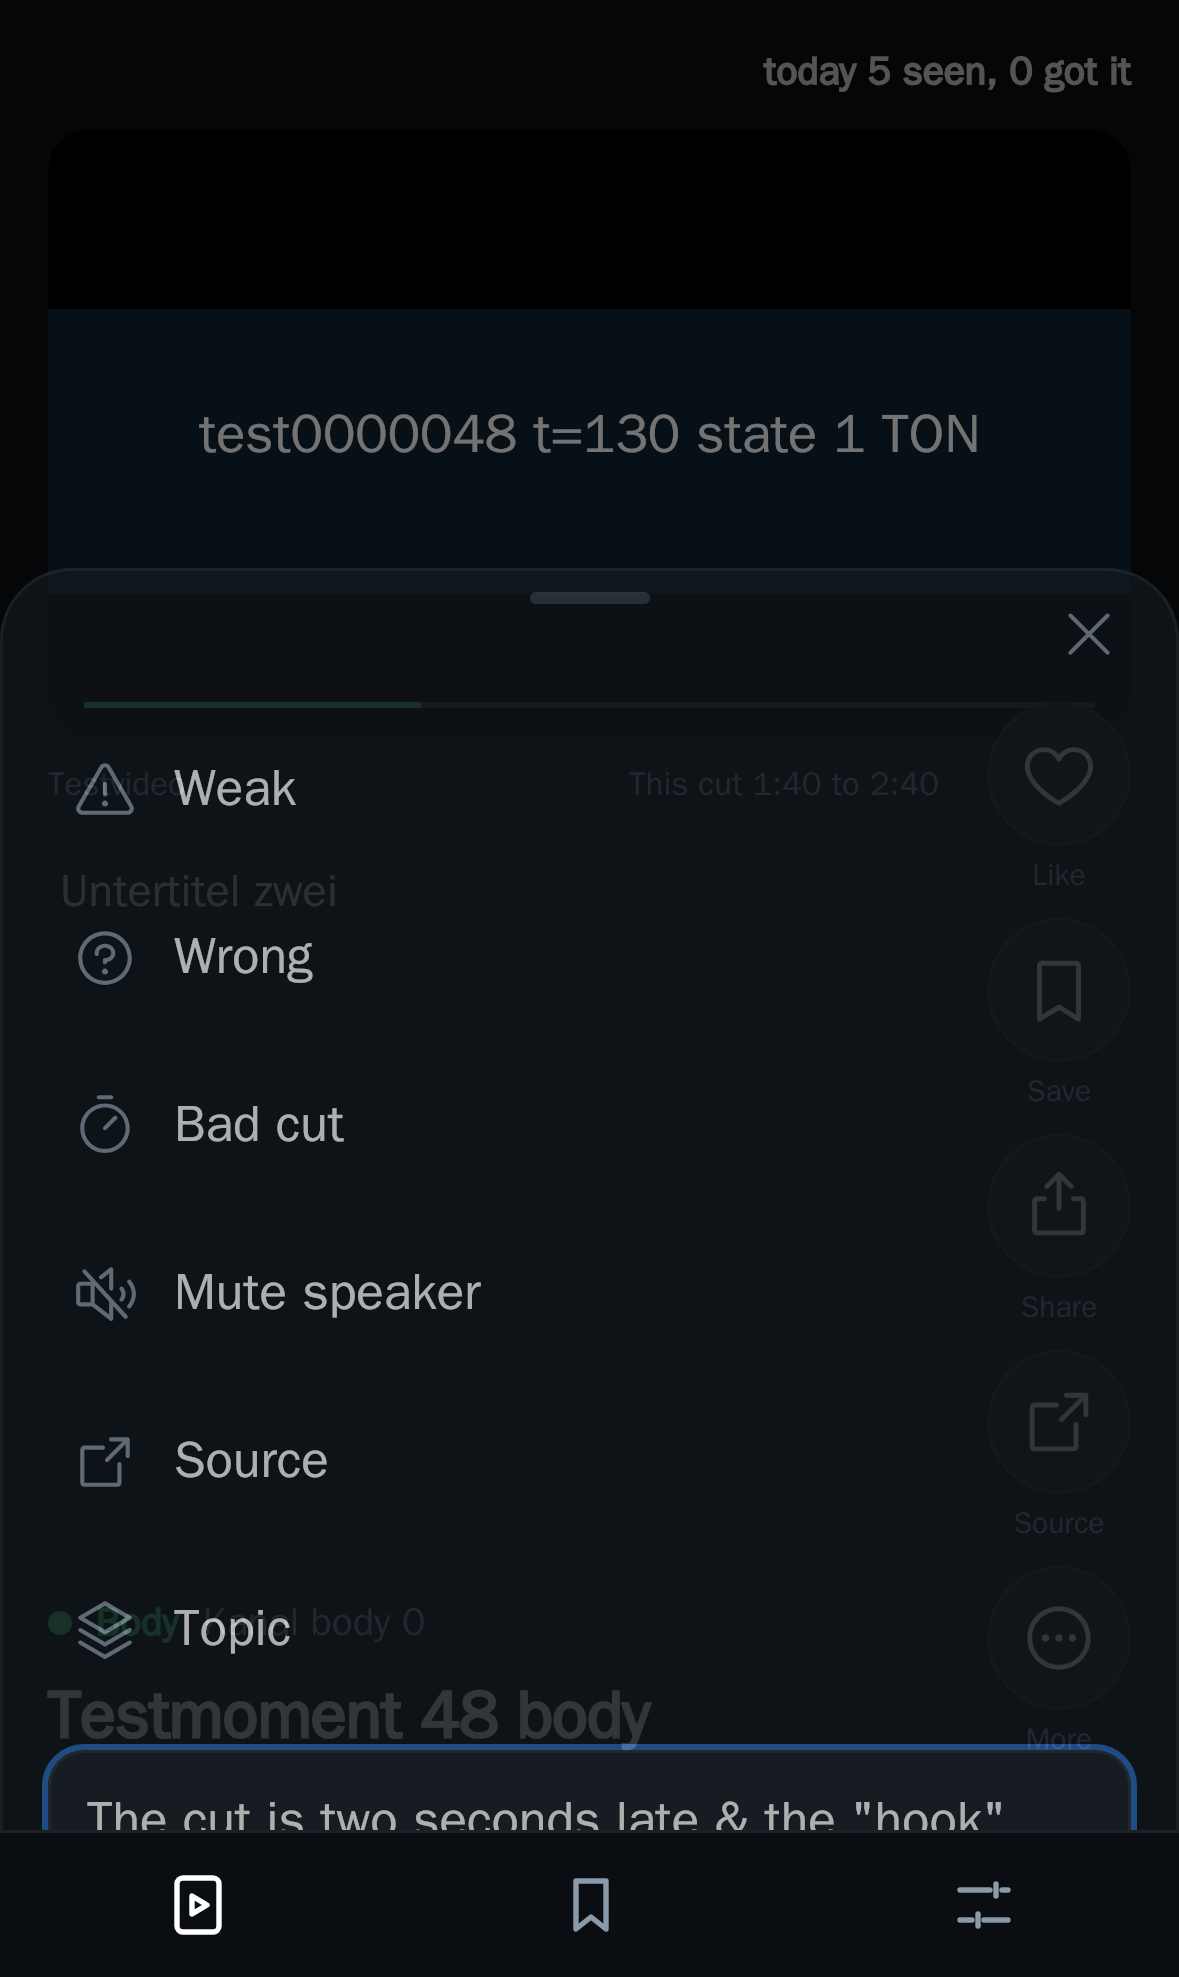 today 5 seen, 0 got it
test0000048 t=130 state 1 TON
This cut 1:40 to 2:40
Weak
Like
Untertitel zwei
Wrong
Save
Bad cut
Mute speaker
Share
Source
Source
Body
body 0
Topic
Testmoment 48 body
More
The cut is two seconds late & the "hook"